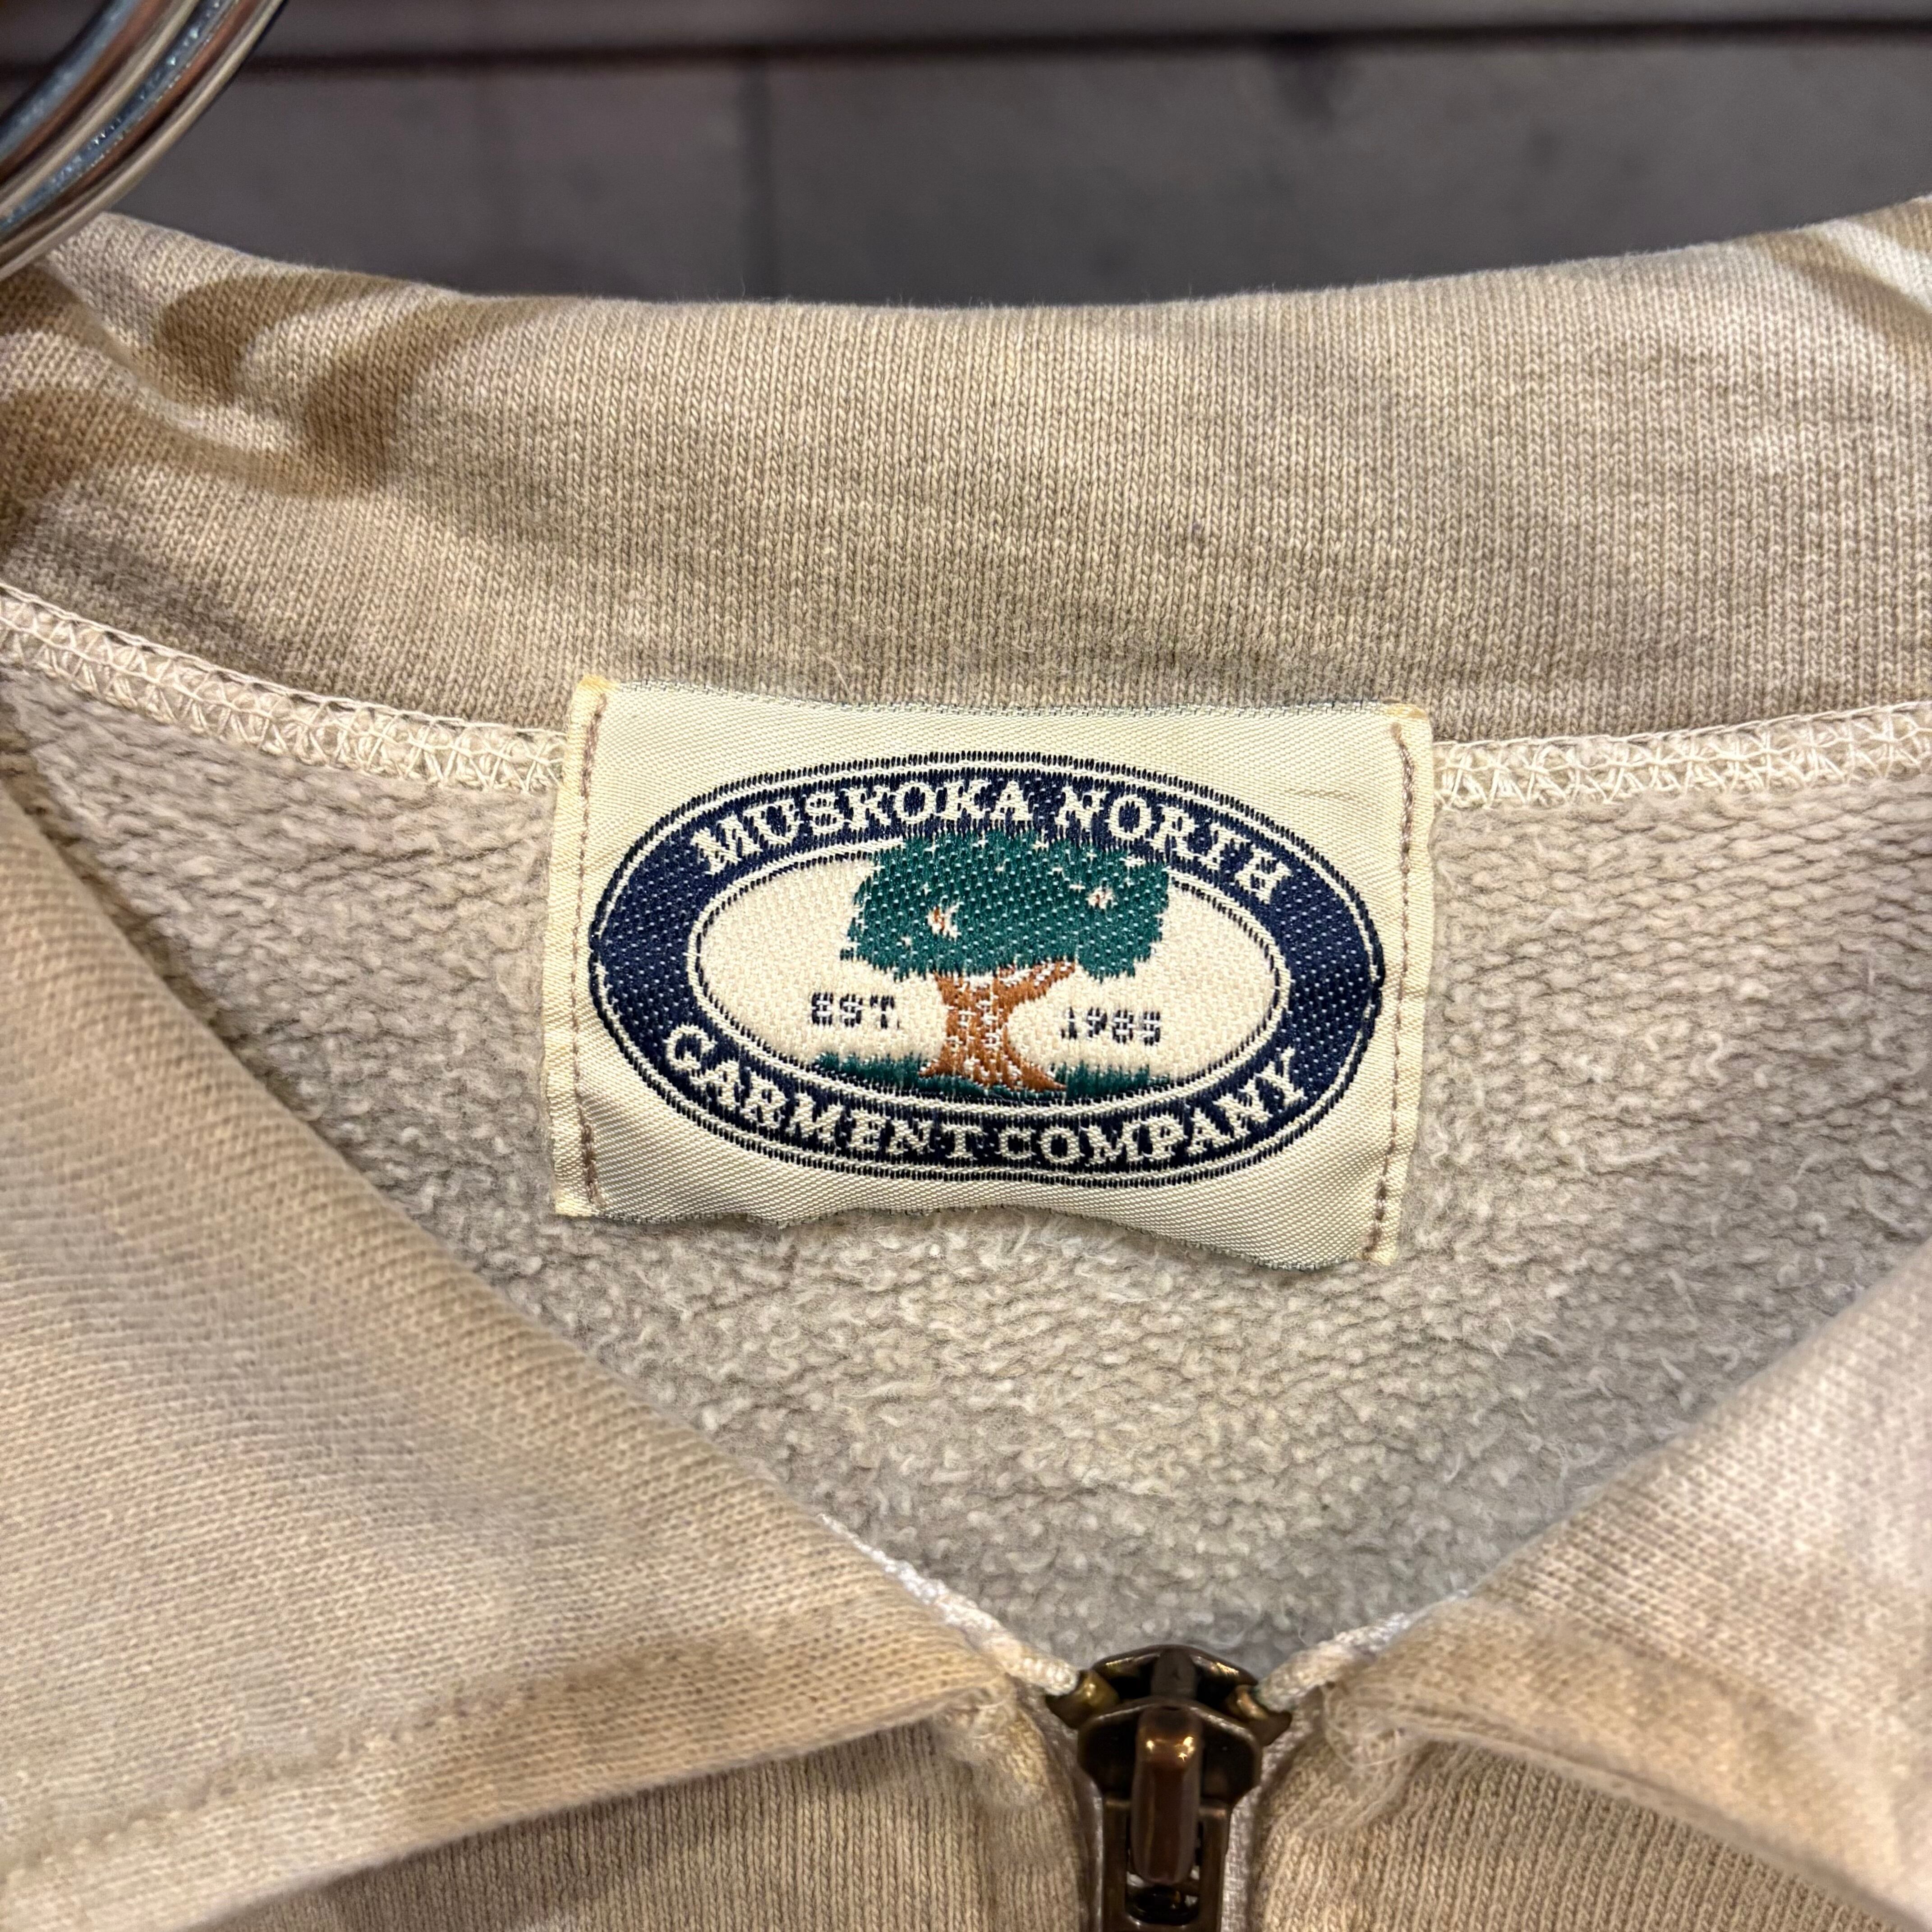 MUSKOKA NORTH
EST. 1985
GARMENT COMPANY